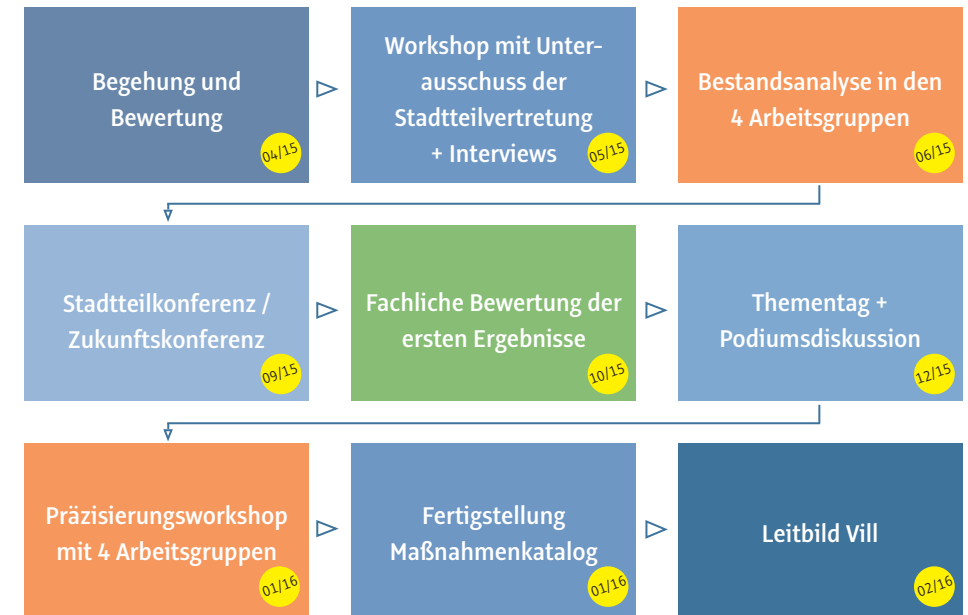 Begehung und
Bewertung
04/15
Workshop mit Unter-
ausschuss der
Stadtteilvertretung
+ Interviews
05/15
Bestandsanalyse in den
4 Arbeitsgruppen
06/15
Stadtteilkonferenz /
Zukunftskonferenz
09/15
Fachliche Bewertung der
ersten Ergebnisse
10/15
Thementag +
Podiumsdiskussion
12/15
Präzisierungsworkshop
mit 4 Arbeitsgruppen
01/16
Fertigstellung
Maßnahmenkatalog
01/16
Leitbild Vill
02/16